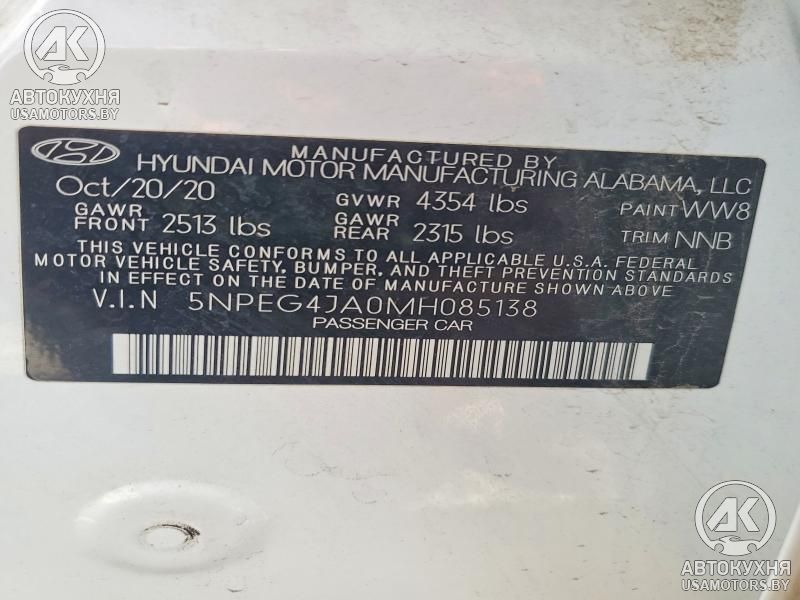 AK
АВТОКУХНЯ
USAMOTORS.BY
MANUFACTURED BY
HYUNDAI MOTOR MANUFACTURING ALABAMA, LLC
Oct/20/20 GVWR 4354 lbs PAINT WW8
GAWR FRONT 2513 lbs GAWR REAR 2315 lbs TRIM NNB
THIS VEHICLE CONFORMS TO ALL APPLICABLE U.S.A. FEDERAL
MOTOR VEHICLE SAFETY, BUMPER, AND THEFT PREVENTION STANDARDS
IN EFFECT ON THE DATE OF MANUFACTURE SHOWN ABOVE.
V.I.N 5NPEG4JA0MH085138
PASSENGER CAR
AK
АВТОКУХНЯ
USAMOTORS.BY